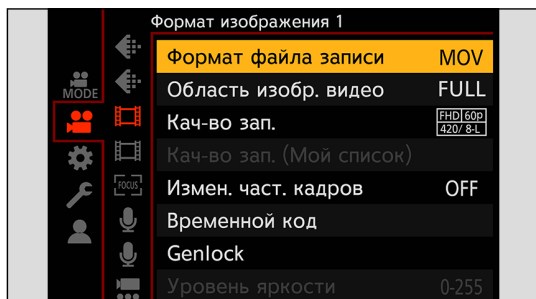 Формат изображения 1
Формат файла записи MOV
MODE
Область изобр. видео FULL
Кач-во зап. FHD 60p
420/ 8-L
Кач-во зап. (Мой список)
FOCUS
Измен. част. кадров OFF
Временной код
Genlock
Уровень яркости 0-255